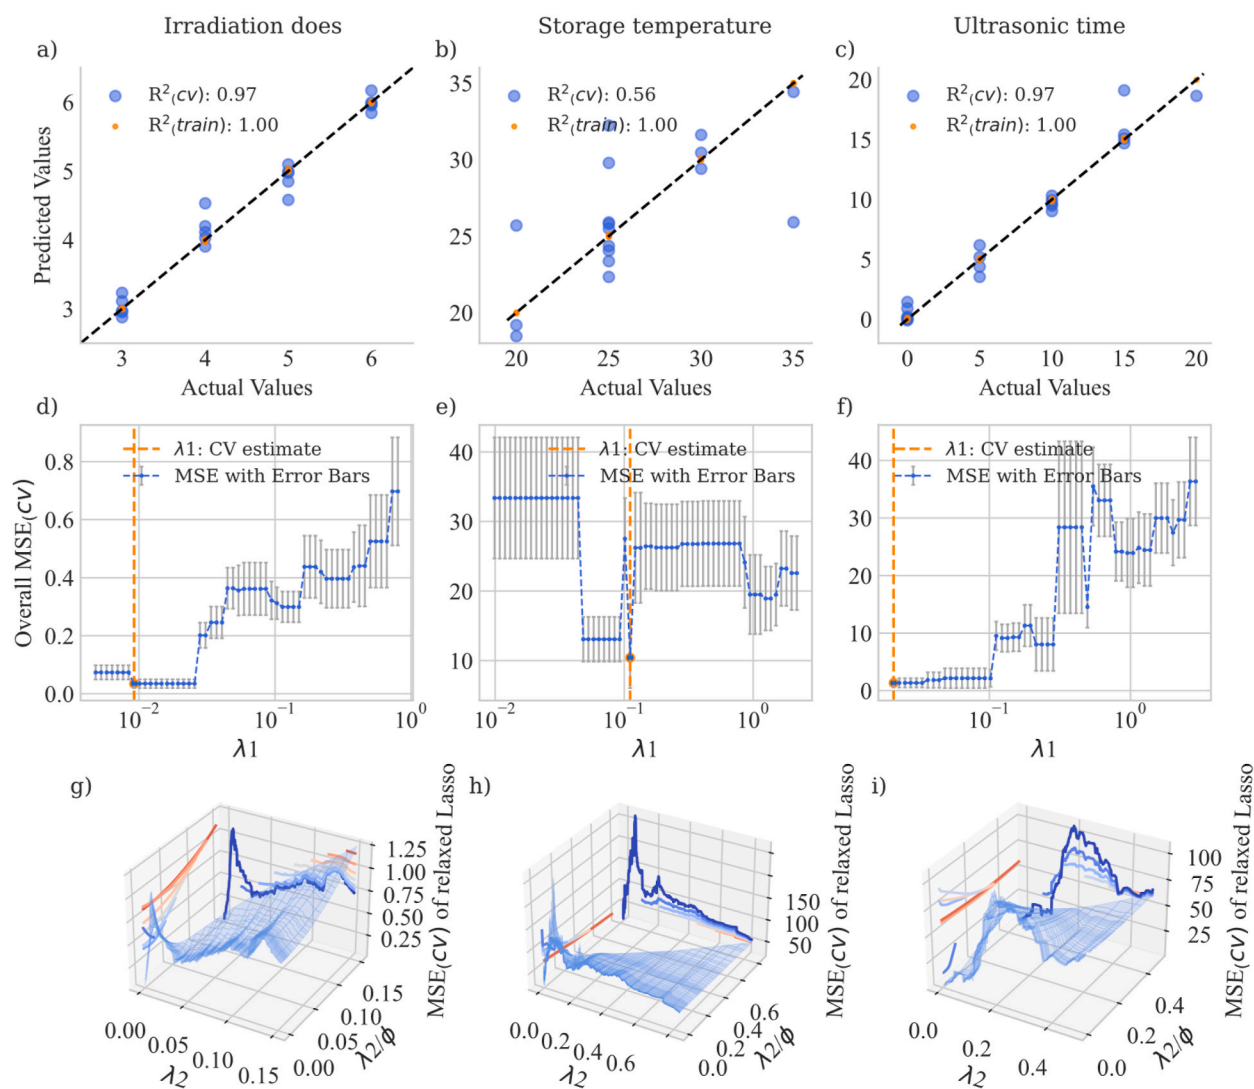 Irradiation does
Storage temperature
Ultrasonic time
a)
b)
c)
R²(cv): 0.97
R²(train): 1.00
R²(cv): 0.56
R²(train): 1.00
R²(cv): 0.97
R²(train): 1.00
Predicted Values
6
5
4
3
35
30
25
20
20
15
10
5
0
3 4 5 6
20 25 30 35
0 5 10 15 20
Actual Values
Actual Values
Actual Values
d)
e)
f)
λ1: CV estimate
MSE with Error Bars
λ1: CV estimate
MSE with Error Bars
λ1: CV estimate
MSE with Error Bars
Overall MSE(cv)
0.8
0.6
0.4
0.2
0.0
40
30
20
10
40
30
20
10
0
10⁻² 10⁻¹ 10⁰
10⁻² 10⁻¹ 10⁰
10⁻¹ 10⁰
λ1
λ1
λ1
g)
h)
i)
1.25
1.00
0.75
0.50
0.25
MSE(cv) of relaxed Lasso
0.00 0.05 0.10 0.15
λ2
0.00 0.05 0.10 0.15
λ2/ϕ
150
100
50
MSE(cv) of relaxed Lasso
0.0 0.2 0.4 0.6
λ2
0.0 0.2 0.4 0.6
λ2/ϕ
100
75
50
25
MSE(cv) of relaxed Lasso
0.0 0.2 0.4
λ2
0.0 0.2 0.4
λ2/ϕ